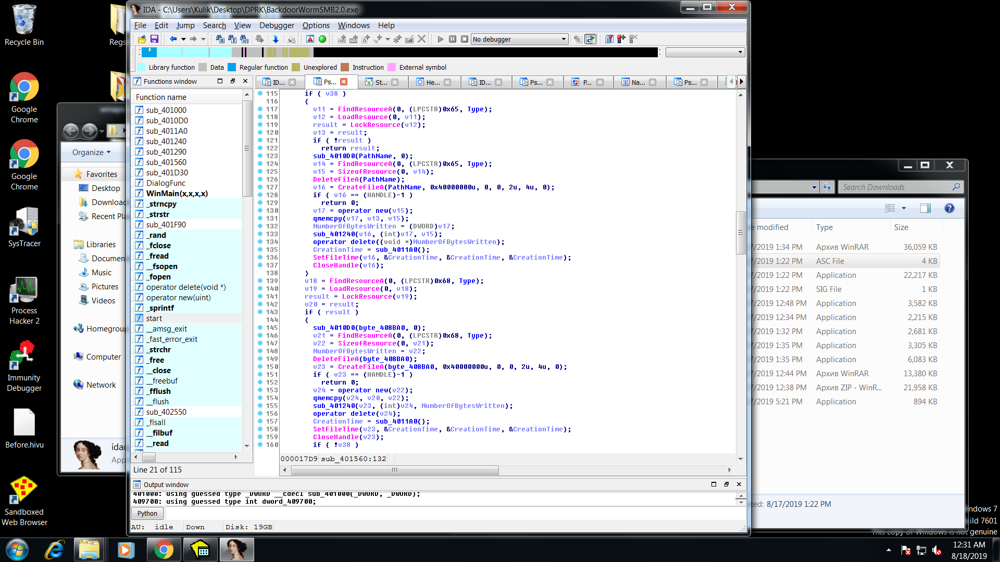 Recycle Bin
Regs
Google
Chrome
Google
Chrome
SysTracer
Process
Hacker 2
Immunity
Debugger
Before.hivu
Sandboxed
Web Browser
IDA - C:\Users\Kulik\Desktop\DPRK\BackdoorWormSMB2.0.exe
File Edit Jump Search View Debugger Options Windows Help
No debugger
Library function Data Regular function Unexplored Instruction External symbol
Functions window
ID... Ps... St... He... ID... Ps... P... Na... Ps...
Function name
sub_401000
sub_4010D0
sub_4011A0
sub_401240
sub_401290
sub_401560
sub_401D30
DialogFunc
WinMain(x,x,x,x)
_strncpy
_strstr
sub_401F90
_rand
_fclose
_fread
__fsopen
_fopen
operator delete(void *)
operator new(uint)
_sprintf
start
__amsg_exit
_fast_error_exit
_strchr
_free
__close
__freebuf
_fflush
__flush
sub_402550
_flsall
__filbuf
__read
Line 21 of 115
115 if ( v38 )
116 {
117 v11 = FindResourceA(0, (LPCSTR)0x65, Type);
118 v12 = LoadResource(0, v11);
119 result = LockResource(v12);
120 v13 = result;
121 if ( !result )
122 return result;
123 sub_4010D0(PathName, 0);
124 v14 = FindResourceA(0, (LPCSTR)0x65, Type);
125 v15 = SizeofResource(0, v14);
126 DeleteFileA(PathName);
127 v16 = CreateFileA(PathName, 0x40000000u, 0, 0, 2u, 4u, 0);
128 if ( v16 == (HANDLE)-1 )
129 return 0;
130 v17 = operator new(v15);
131 qmemcpy(v17, v13, v15);
132 NumberOfBytesWritten = (DWORD)v17;
133 sub_401240(v16, (int)v17, v15);
134 operator delete((void *)NumberOfBytesWritten);
135 CreationTime = sub_4011A0();
136 SetFileTime(v16, &CreationTime, &CreationTime, &CreationTime);
137 CloseHandle(v16);
138 }
139 v18 = FindResourceA(0, (LPCSTR)0x68, Type);
140 v19 = LoadResource(0, v18);
141 result = LockResource(v19);
142 v20 = result;
143 if ( result )
144 {
145 sub_4010D0(byte_408BA0, 0);
146 v21 = FindResourceA(0, (LPCSTR)0x68, Type);
147 v22 = SizeofResource(0, v21);
148 NumberOfBytesWritten = v22;
149 DeleteFileA(byte_408BA0);
150 v23 = CreateFileA(byte_408BA0, 0x40000000u, 0, 0, 2u, 4u, 0);
151 if ( v23 == (HANDLE)-1 )
152 return 0;
153 v24 = operator new(v22);
154 qmemcpy(v24, v20, v22);
155 sub_401240(v23, (int)v24, NumberOfBytesWritten);
156 operator delete(v24);
157 CreationTime = sub_4011A0();
158 SetFileTime(v23, &CreationTime, &CreationTime, &CreationTime);
159 CloseHandle(v23);
160 if ( !v38 )
000017D9 sub_401560:132
Output window
401000: using guessed type _DWORD __cdecl sub_401000(_DWORD, _DWORD);
409700: using guessed type int dword_409700;
Python
AU: idle Down Disk: 19GB
Organize
Favorites
Desktop
Downloa
Recent Pla
Libraries
Documen
Music
Pictures
Videos
Homegroup
Computer
Network
idaq
App
Search Downloads
e modified Type Size
7/2019 1:34 PM Архив WinRAR 36,059 KB
7/2019 1:22 PM ASC File 4 KB
7/2019 1:22 PM Application 22,217 KB
7/2019 1:22 PM SIG File 1 KB
7/2019 12:48 PM Application 3,582 KB
7/2019 12:34 PM Application 2,215 KB
7/2019 1:32 PM Application 2,681 KB
7/2019 1:35 PM Application 3,305 KB
7/2019 1:35 PM Application 6,083 KB
7/2019 12:44 PM Архив WinRAR 13,380 KB
7/2019 12:38 PM Архив ZIP - WinR... 21,958 KB
7/2019 5:21 PM Application 894 KB
ted: 8/17/2019 1:22 PM
ndows 7
ild 7601
This copy of Windows is not genuine
12:31 AM
8/18/2019